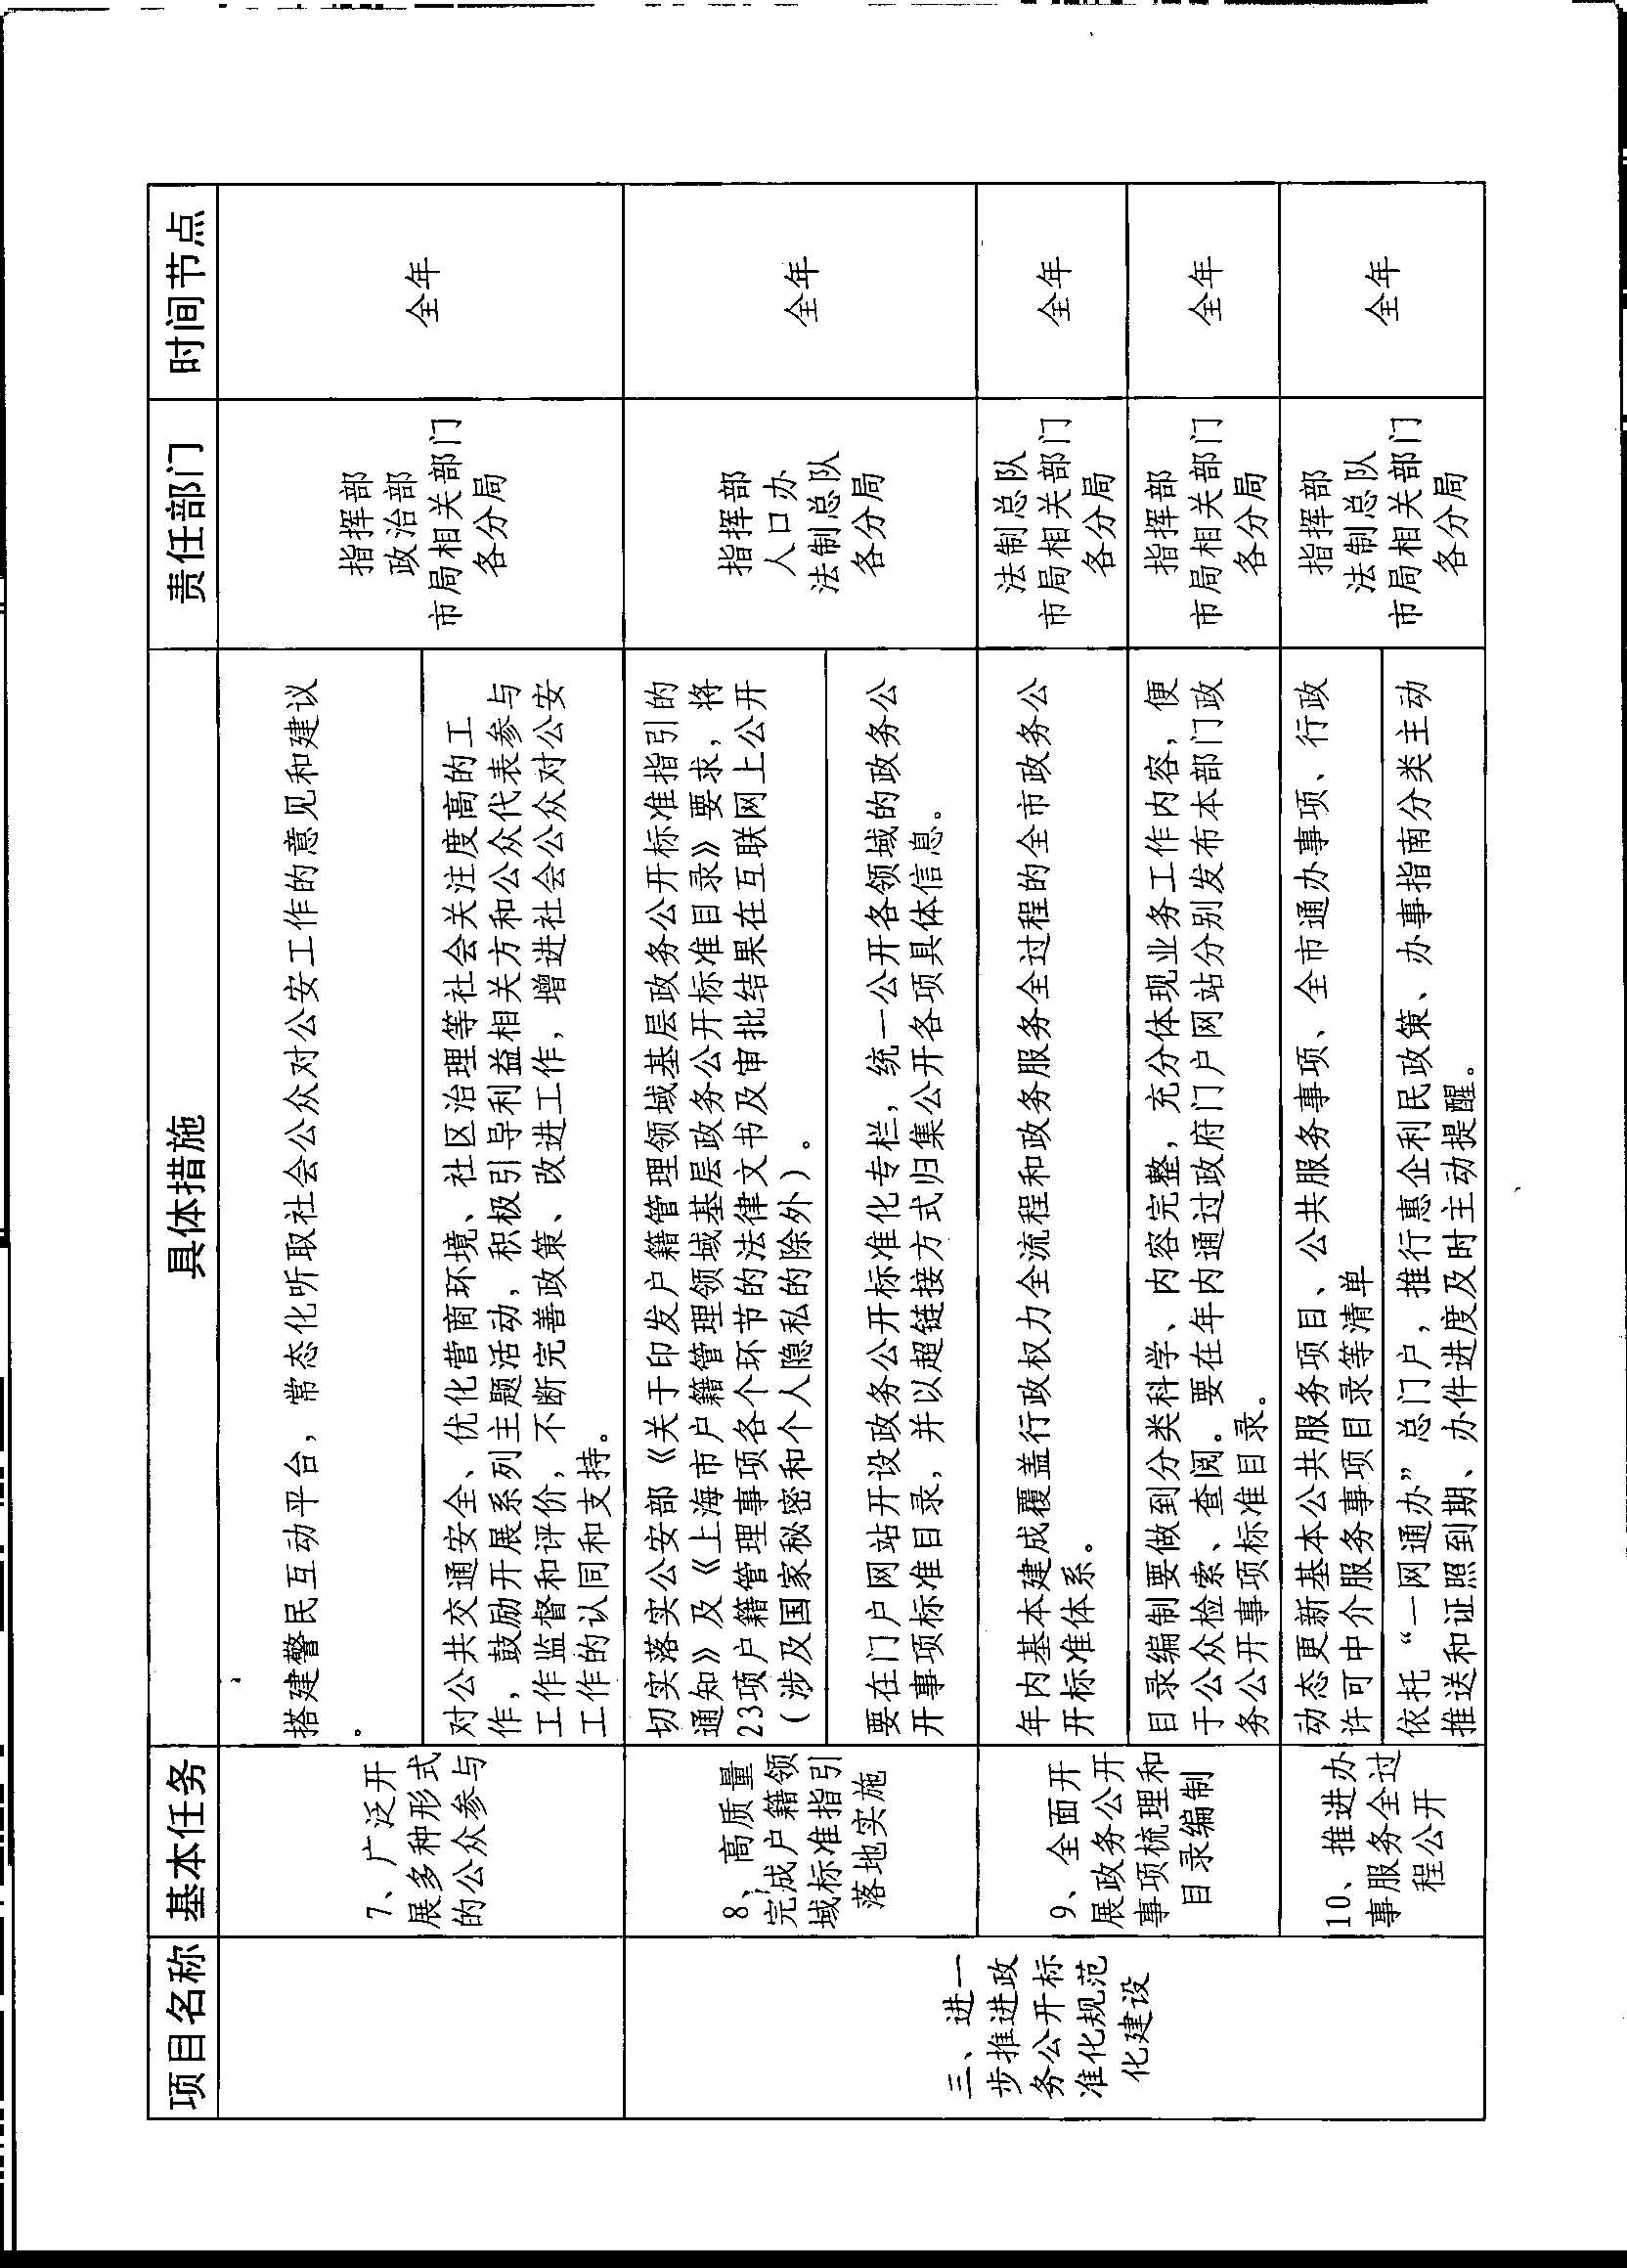 项目名称 基本任务 具体措施 责任部门 时间节点
7、广泛开
展多种形式
的公众参与
搭建警民互动平台，常态化听取社会公众对公安工作的意见和建议
。
对公共交通安全、优化营商环境、社区治理等社会关注度高的工
作，鼓励开展系列主题活动，积极引导利益相关方和公众代表参与
工作监督和评价，不断完善政策、改进工作，增进社会公众对公安
工作的认同和支持。
指挥部
政治部
市局相关部门
各分局
全年
三、进一
步推进政
务公开标
准化规范
化建设
8、高质量
完成户籍领
域标准指引
落地实施
切实落实公安部《关于印发户籍管理领域基层政务公开标准指引的
通知》及《上海市户籍管理领域基层政务公开标准目录》要求，将
23项户籍管理事项各个环节的法律文书及审批结果在互联网上公开
（涉及国家秘密和个人隐私的除外）。
要在门户网站开设政务公开标准化专栏，统一公开各领域的政务公
开事项标准目录，并以超链接方式归集公开各项具体信息。
指挥部
人口办
法制总队
各分局
全年
9、全面开
展政务公开
事项梳理和
目录编制
年内基本建成覆盖行政权力全流程和政务服务全过程的全市政务公
开标准体系。
法制总队
市局相关部门
各分局
全年
目录编制要做到分类科学、内容完整，充分体现业务工作内容，便
于公众检索、查阅。要在年内通过政府门户网站分别发布本部门政
务公开事项标准目录。
指挥部
市局相关部门
各分局
全年
10、推进办
事服务全过
程公开
动态更新基本公共服务项目、公共服务事项、全市通办事项、行政
许可中介服务事项目录等清单
依托“一网通办”总门户，推行惠企利民政策、办事指南分类主动
推送和证照到期、办件进度及时主动提醒。
指挥部
法制总队
市局相关部门
各分局
全年